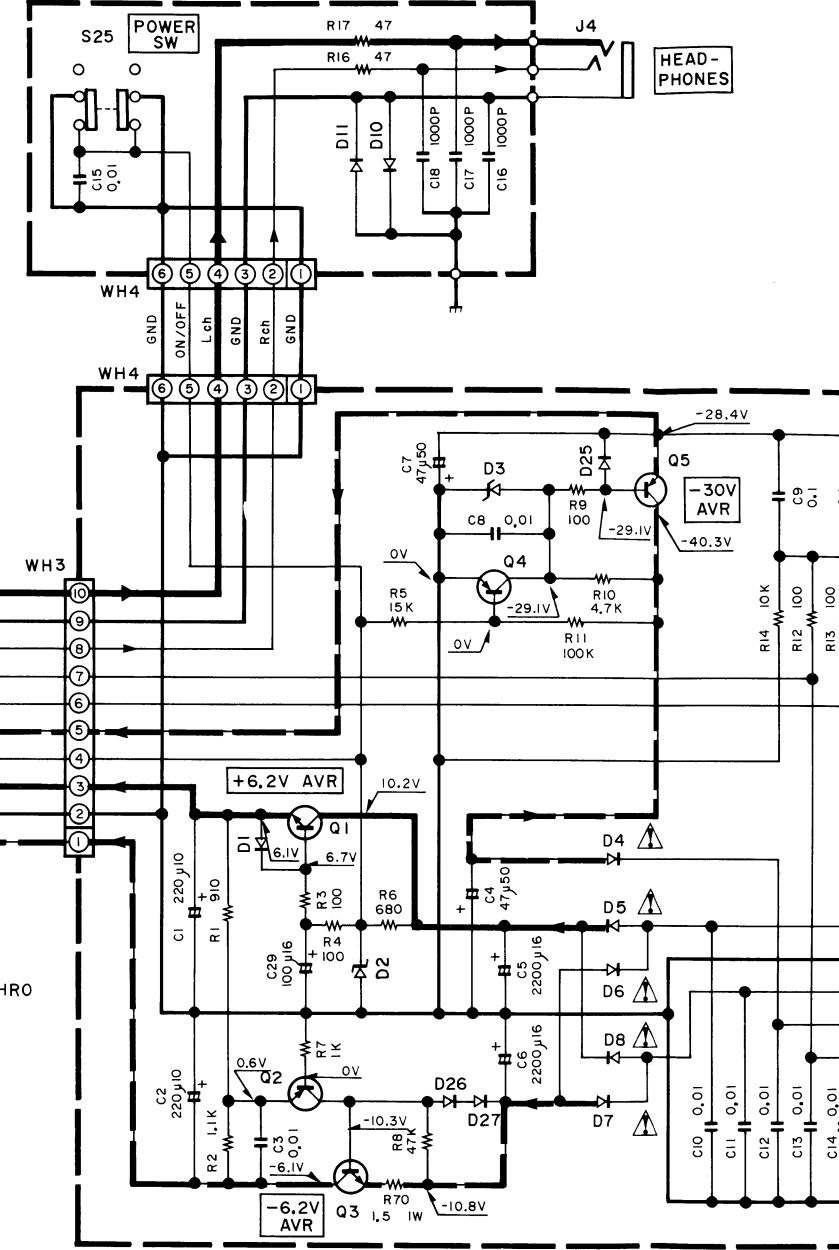 S25
POWER
SW
R17 47
J4
R16 47
HEAD-
PHONES
C15
0.01
D11
D10
C18 1000P
C17 1000P
C16 1000P
6 5 4 3 2 1
WH4
GND
ON/OFF
Lch
GND
Rch
GND
WH4
6 5 4 3 2 1
-28.4V
C7
47µ50
+
D3
D25
Q5
-30V
AVR
R9
100
C9
0.1
C8 0.01
-29.1V
-40.3V
0V
Q4
WH3
10
9
8
7
6
5
4
3
2
1
R5
15K
-29.1V
R10
4.7K
0V
R11
100K
R14 10K
R12 100
R13 100
+6.2V AVR
10.2V
Q1
D1
6.1V
6.7V
D4
C1
220µ10
+
R1
910
R3
100
R6
680
C4
47µ50
+
D5
R4
100
C29
100µ16
+
D2
C5
2200µ16
+
D6
HRO
R7
1K
C6
2200µ16
+
D8
0.6V
Q2
0V
C2
220µ10
+
D26
D27
D7
R2 1.1K
C3
0.01
-10.3V
R8
47K
C10 0.01
C11 0.01
C12 0.01
C13 0.01
C14 0.01
-6.1V
-6.2V
AVR
Q3
R70
1.5 1W
-10.8V